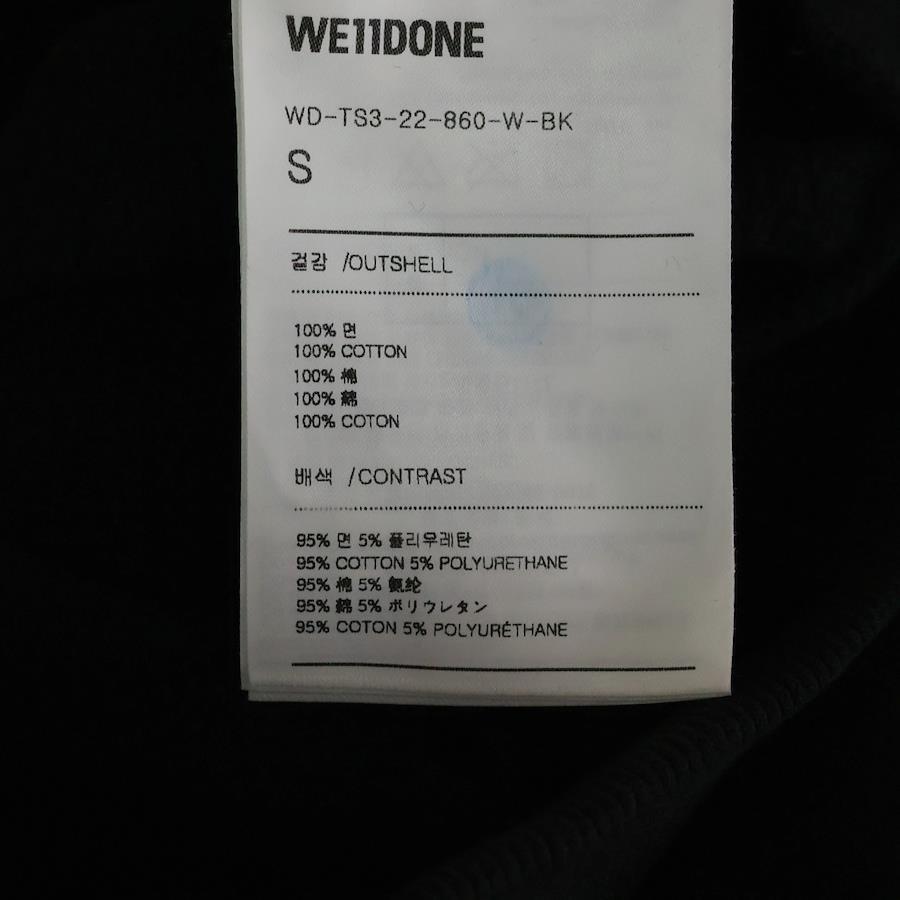 WE11DONE
WD-TS3-22-860-W-BK
S
겉감 /OUTSHELL
100% 면
100% COTTON
100% 棉
100% 綿
100% COTON
배색 /CONTRAST
95% 면 5% 폴리우레탄
95% COTTON 5% POLYURETHANE
95% 棉 5% 氨纶
95% 綿 5% ポリウレタン
95% COTON 5% POLYURÉTHANE